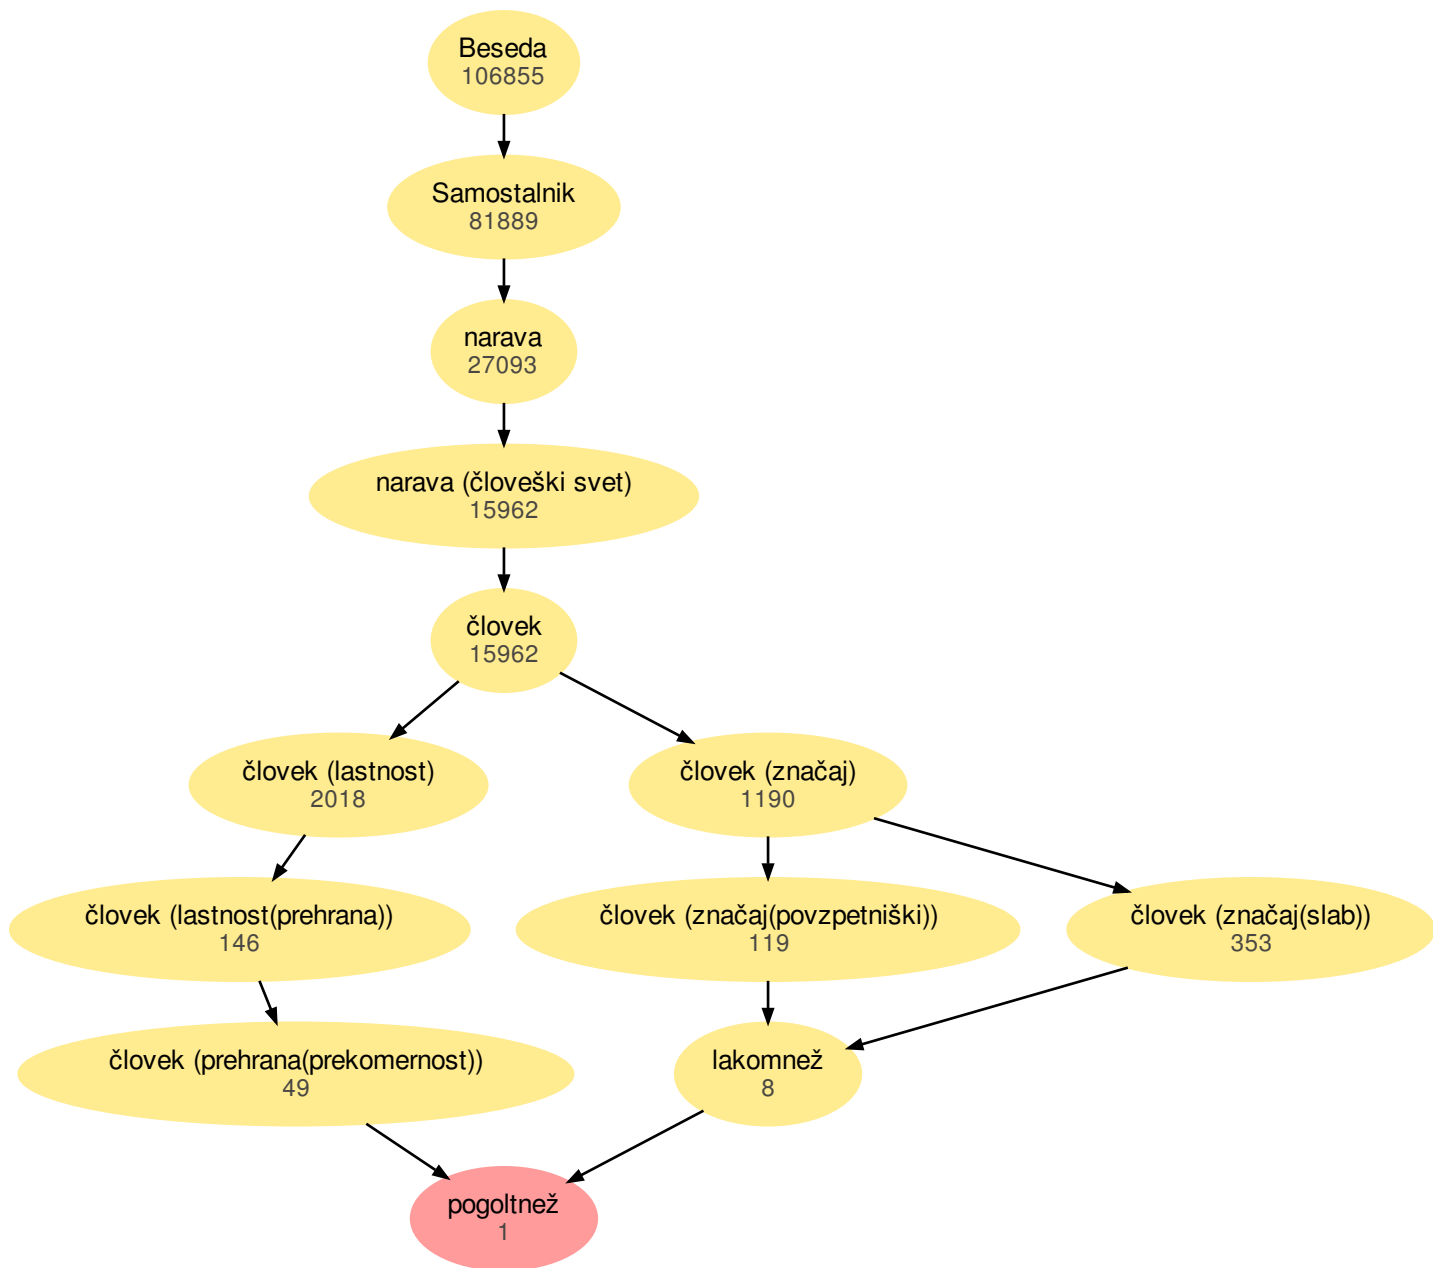 Beseda
106855
Samostalnik
81889
narava
27093
narava (človeški svet)
15962
človek
15962
človek (lastnost)
2018
človek (značaj)
1190
človek (lastnost(prehrana))
146
človek (značaj(povzpetniški))
119
človek (značaj(slab))
353
človek (prehrana(prekomernost))
49
lakomnež
8
pogoltnež
1